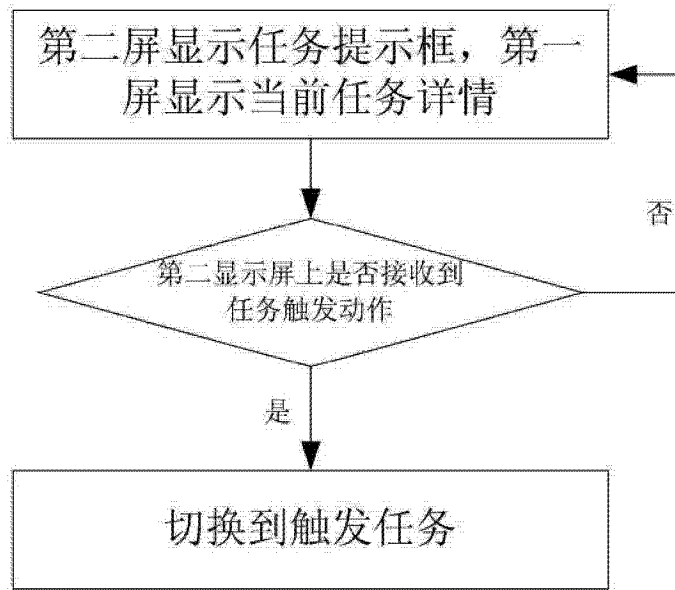 第二屏显示任务提示框，第一
屏显示当前任务详情
否
第二显示屏上是否接收到
任务触发动作
是
切换到触发任务